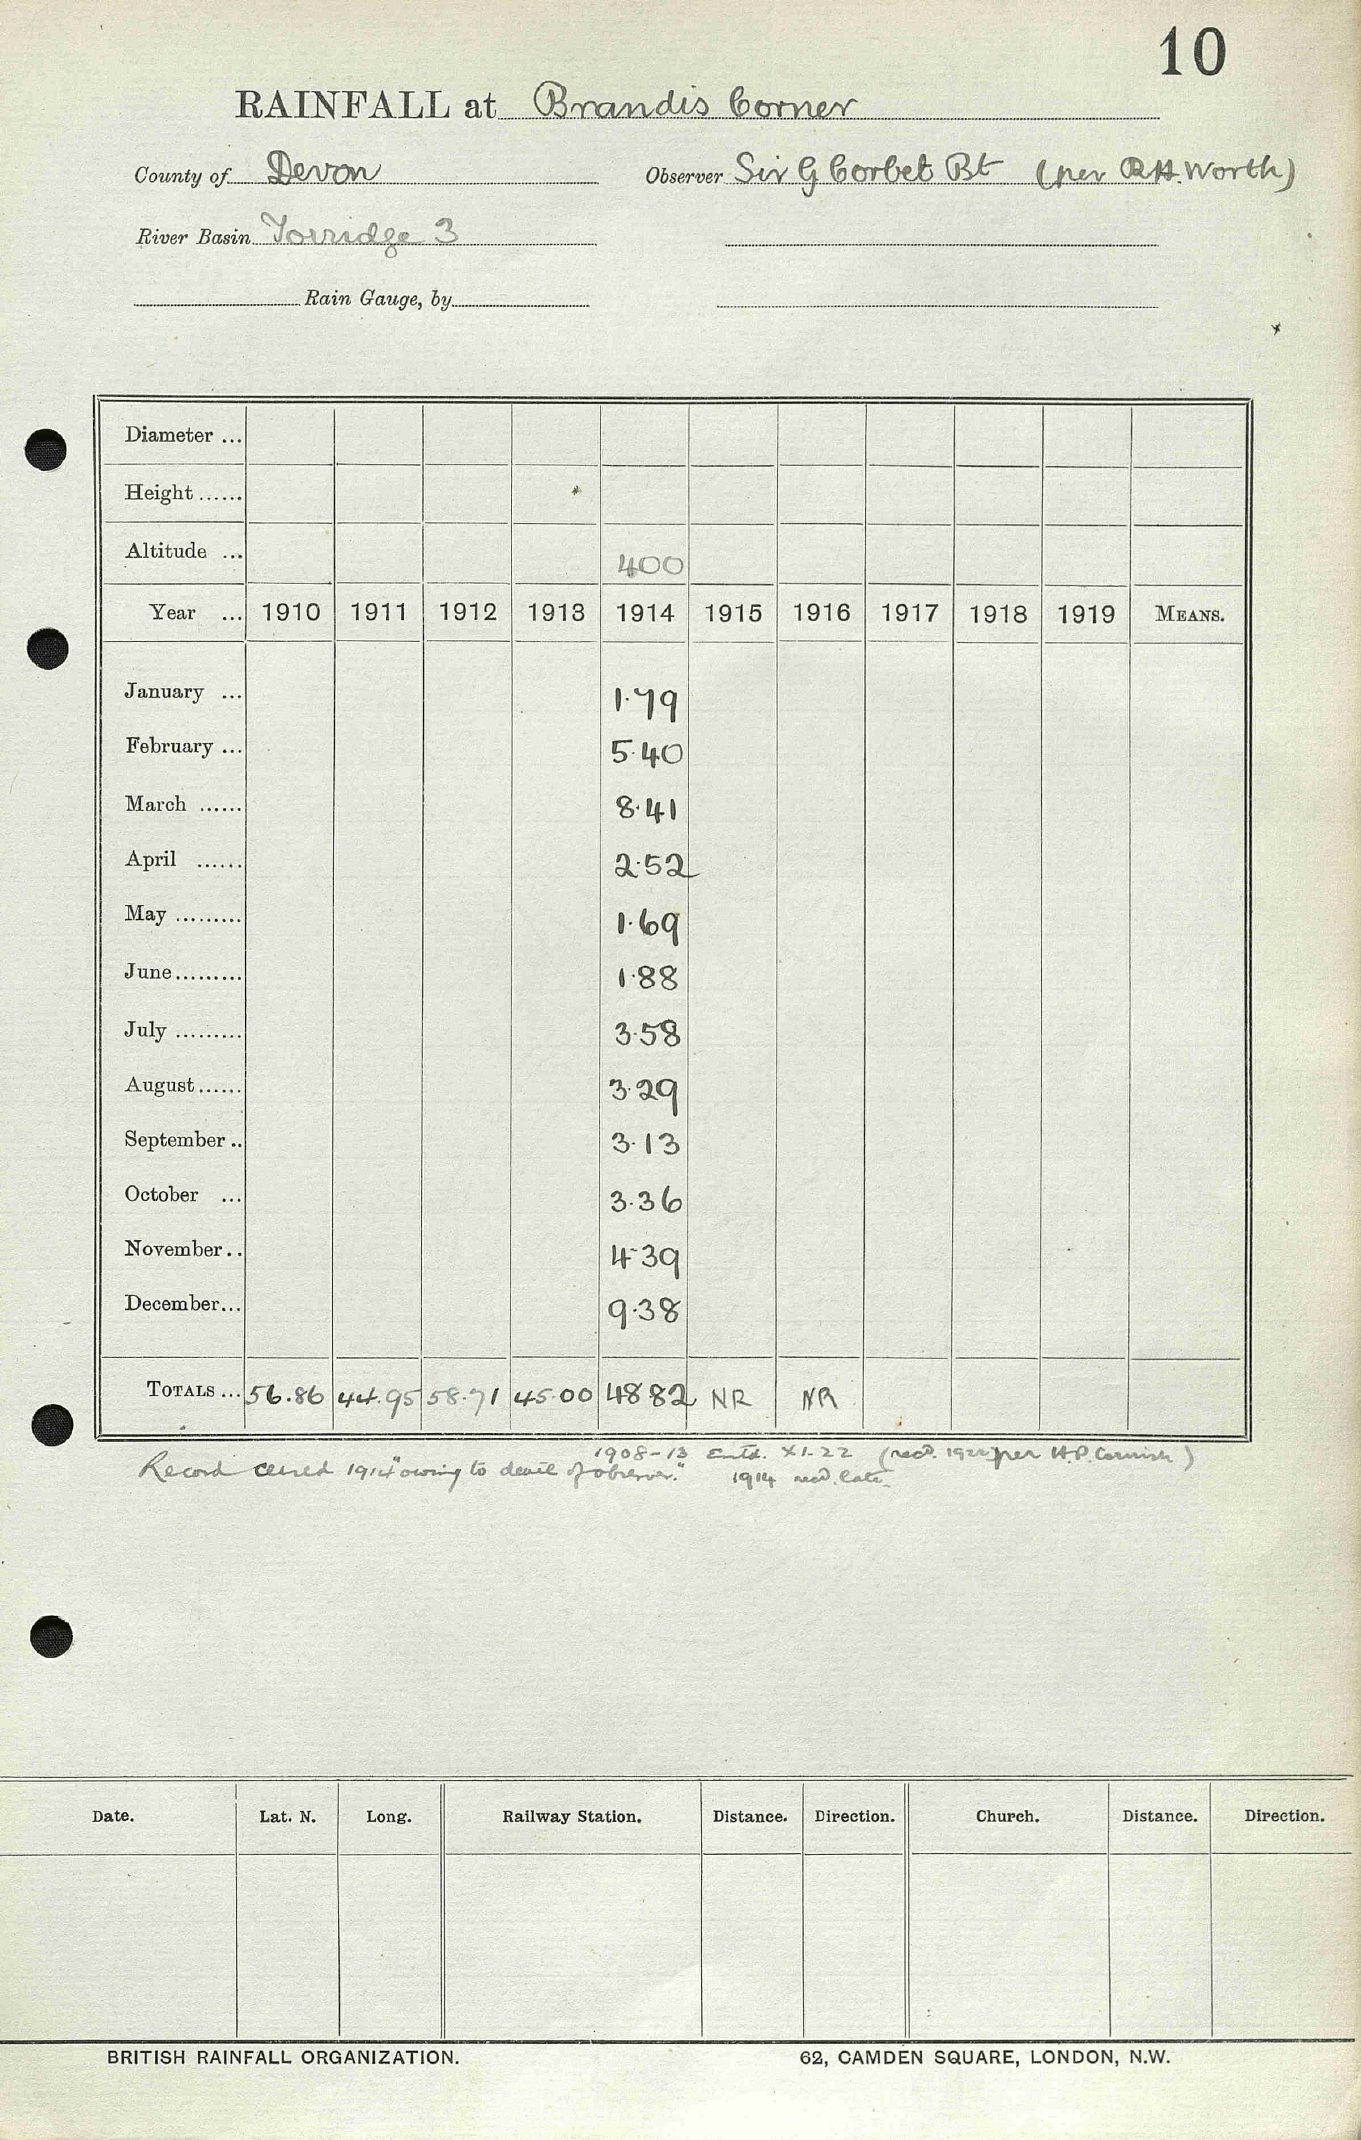 10
RAINFALL at Brandis Corner
County of Devon Observer Sir G Corbet Bt (per R.H. Worth)
River Basin Torridge 3
Rain Gauge, by
Diameter ...
Height ......
Altitude ... 400
Year ... 1910 1911 1912 1913 1914 1915 1916 1917 1918 1919 MEANS.
January ... 1.79
February ... 5.40
March ...... 8.41
April ...... 2.52
May ......... 1.69
June ......... 1.88
July ......... 3.58
August ...... 3.29
September .. 3.13
October ... 3.36
November .. 4.39
December ... 9.38
TOTALS ... 56.86 44.95 58.71 45.00 48 82 NR NR
1908-13 Entd. XI.22 (recd. 1922 per H.P. Cornish)
Record ceased 1914 "owing to death of observer." 1914 recd. late
Date. Lat. N. Long. Railway Station. Distance. Direction. Church. Distance. Direction.
BRITISH RAINFALL ORGANIZATION. 62, CAMDEN SQUARE, LONDON, N.W.